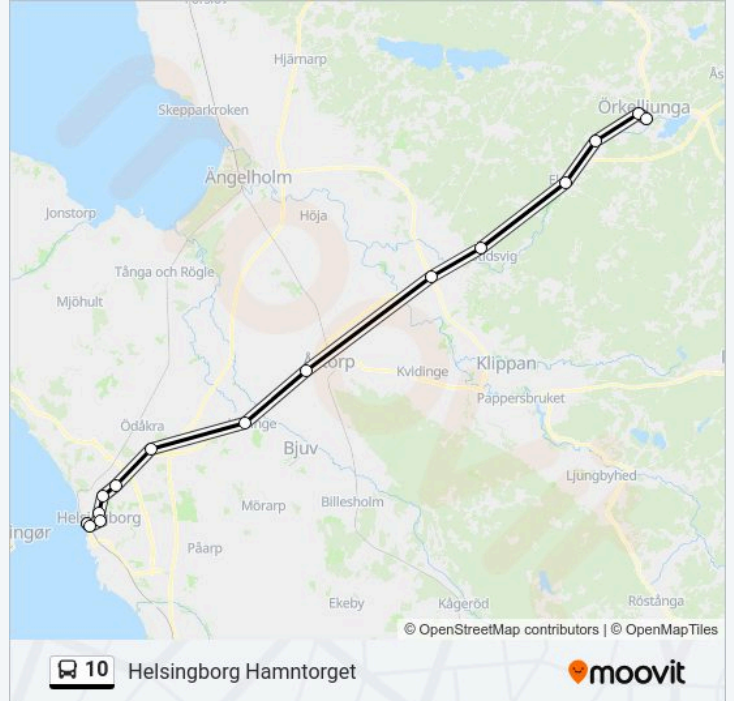 Hjärnarp
Skepparkroken
Örkelljunga
Ängelholm
Jonstorp
Höja
Tånga och Rögle
Mjöhult
Klippan
Kvidinge
Pappersbruket
Ödåkra
Bjuv
Ljungbyhed
Mörarp
Billesholm
Helsingborg
Påarp
Ekeby
Kågeröd
Röstånga
© OpenStreetMap contributors | © OpenMapTiles
10 Helsingborg Hamntorget
moovit